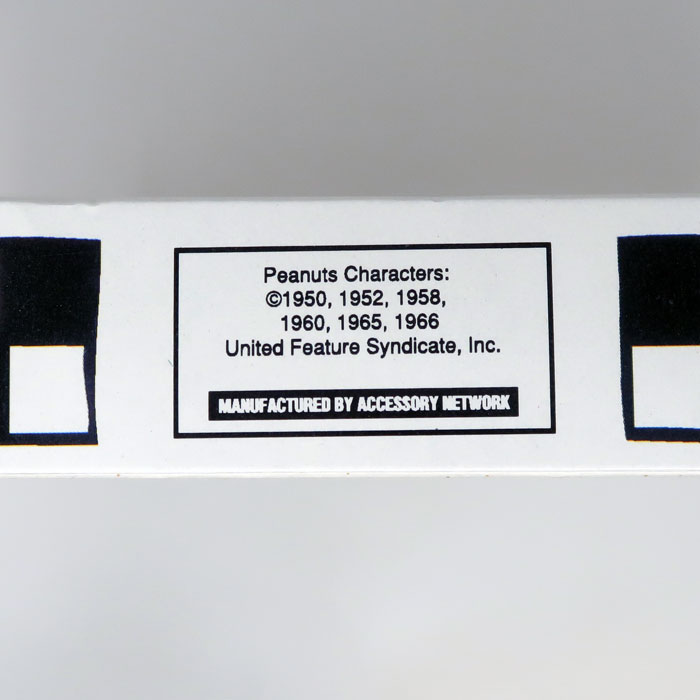 Peanuts Characters:
©1950, 1952, 1958,
1960, 1965, 1966
United Feature Syndicate, Inc.
MANUFACTURED BY ACCESSORY NETWORK